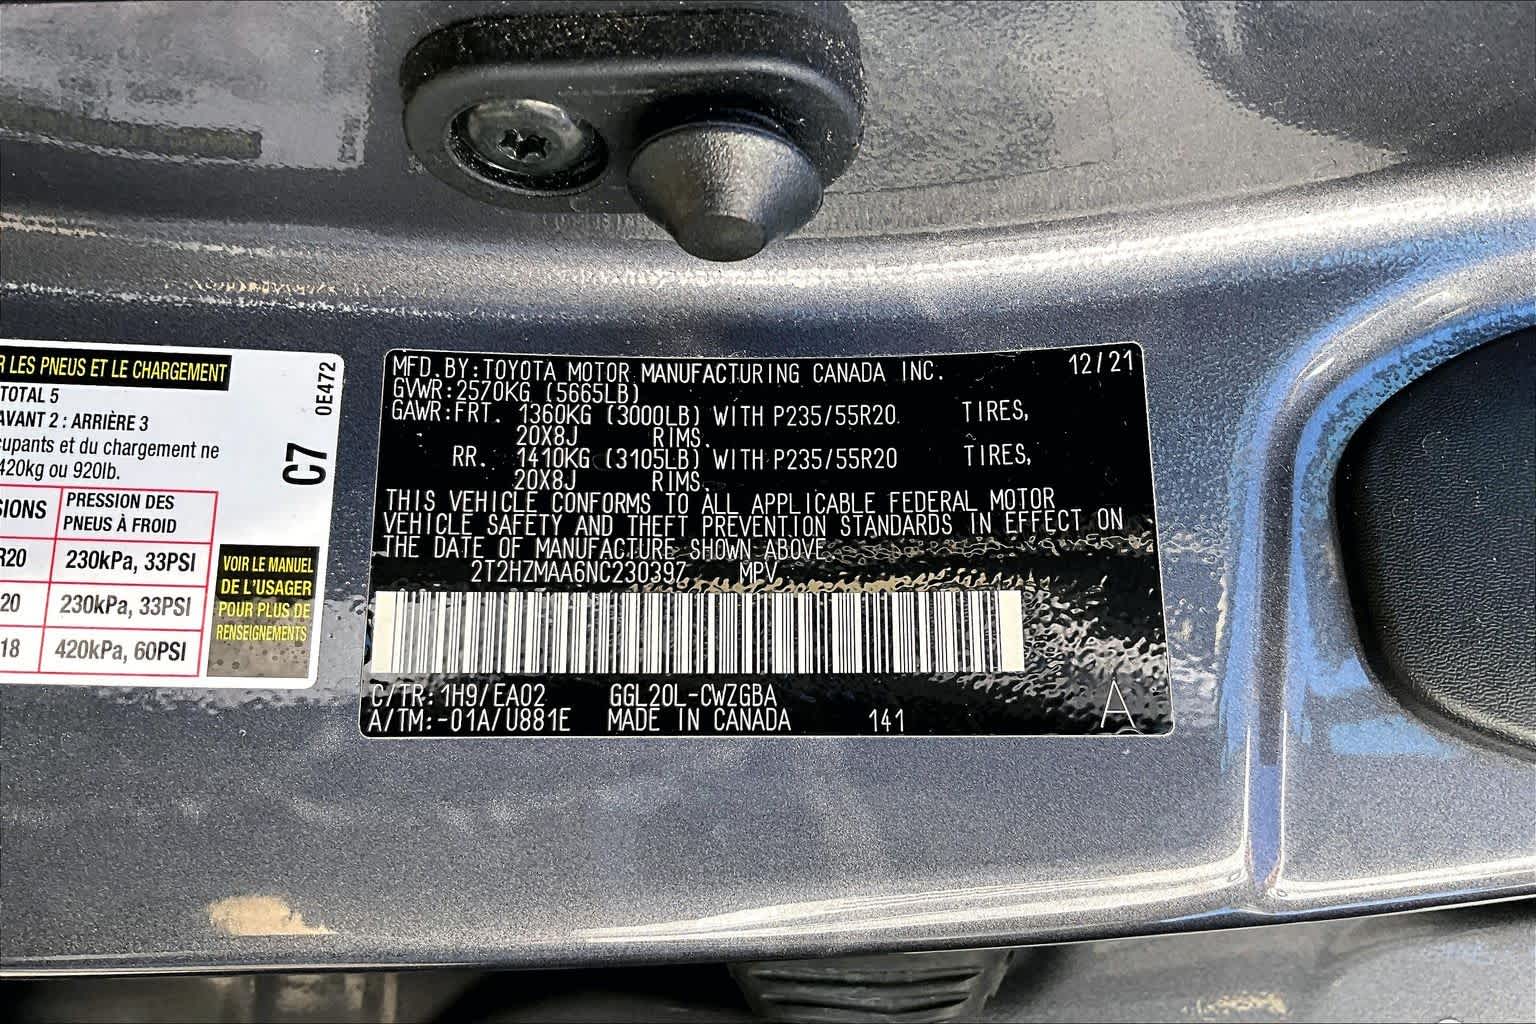 R LES PNEUS ET LE CHARGEMENT
TOTAL 5
AVANT 2 : ARRIÈRE 3
cupants et du chargement ne
420kg ou 920lb.
SIONS PRESSION DES
PNEUS À FROID
R20 230kPa, 33PSI
20 230kPa, 33PSI
18 420kPa, 60PSI
0E472
C7
VOIR LE MANUEL
DE L'USAGER
POUR PLUS DE
RENSEIGNEMENTS
MFD.BY:TOYOTA MOTOR MANUFACTURING CANADA INC. 12/21
GVWR:2570KG (5665LB)
GAWR:FRT. 1360KG (3000LB) WITH P235/55R20 TIRES,
20X8J RIMS.
RR. 1410KG (3105LB) WITH P235/55R20 TIRES,
20X8J RIMS.
THIS VEHICLE CONFORMS TO ALL APPLICABLE FEDERAL MOTOR
VEHICLE SAFETY AND THEFT PREVENTION STANDARDS IN EFFECT ON
THE DATE OF MANUFACTURE SHOWN ABOVE.
2T2HZMAA6NC230397 MPV
C/TR: 1H9/EA02 GGL20L-CWZGBA
A/TM:-01A/U881E MADE IN CANADA 141 A